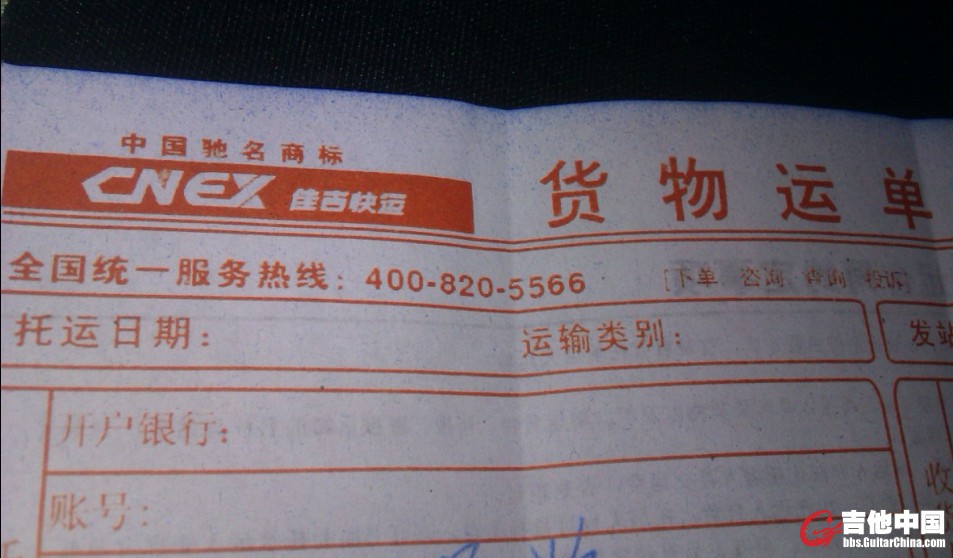 中国驰名商标
CNEX 佳吉快运
货物运单
全国统一服务热线：400-820-5566 [下单、咨询、查询、投诉]
托运日期： 运输类别： 发站
开户银行：
账号： 收
吉他中国
bbs.GuitarChina.com